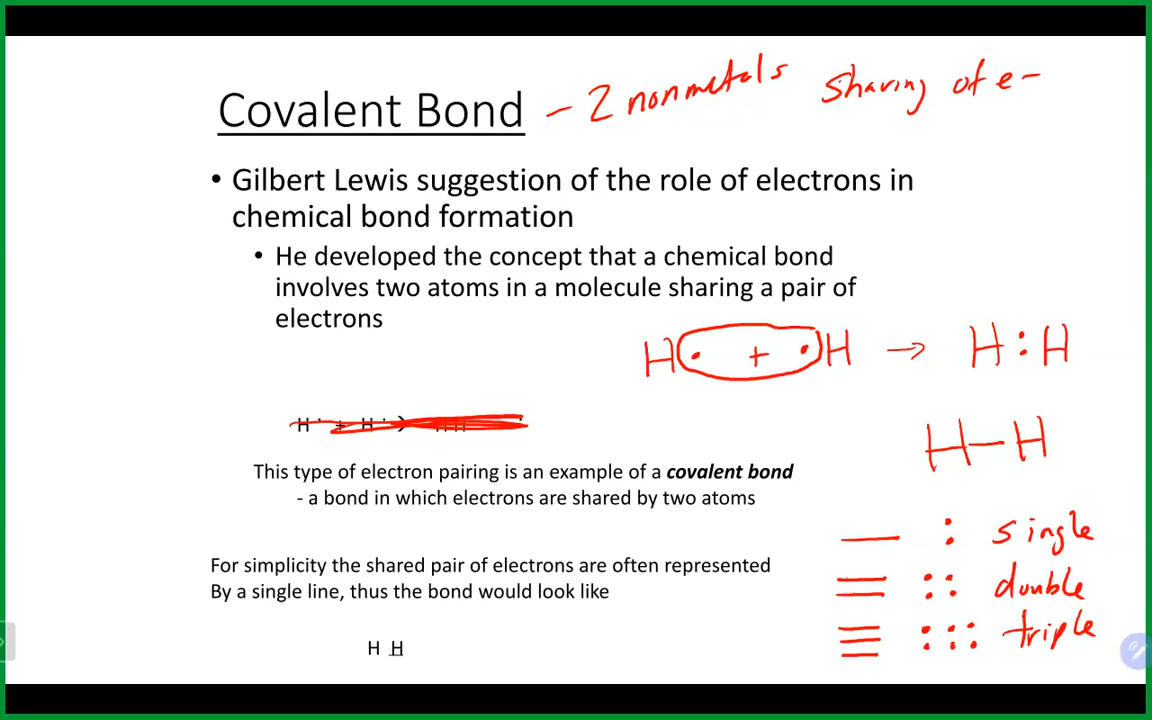 Covalent Bond - 2 nonmetals sharing of e-
• Gilbert Lewis suggestion of the role of electrons in
chemical bond formation
• He developed the concept that a chemical bond
involves two atoms in a molecule sharing a pair of
electrons
H• + •H → H:H
H + H →
H-H
This type of electron pairing is an example of a covalent bond
- a bond in which electrons are shared by two atoms
— : single
= :: double
≡ ::: triple
For simplicity the shared pair of electrons are often represented
By a single line, thus the bond would look like
H H